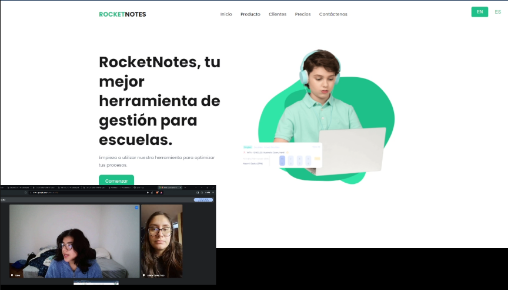 ROCKETNOTES
Inicio Producto Clientes Precios Contáctenos
EN
ES
RocketNotes, tu
mejor
herramienta de
gestión para
escuelas.
Empieza a utilizar nuestra herramienta para optimizar
tus procesos.
Comenzar